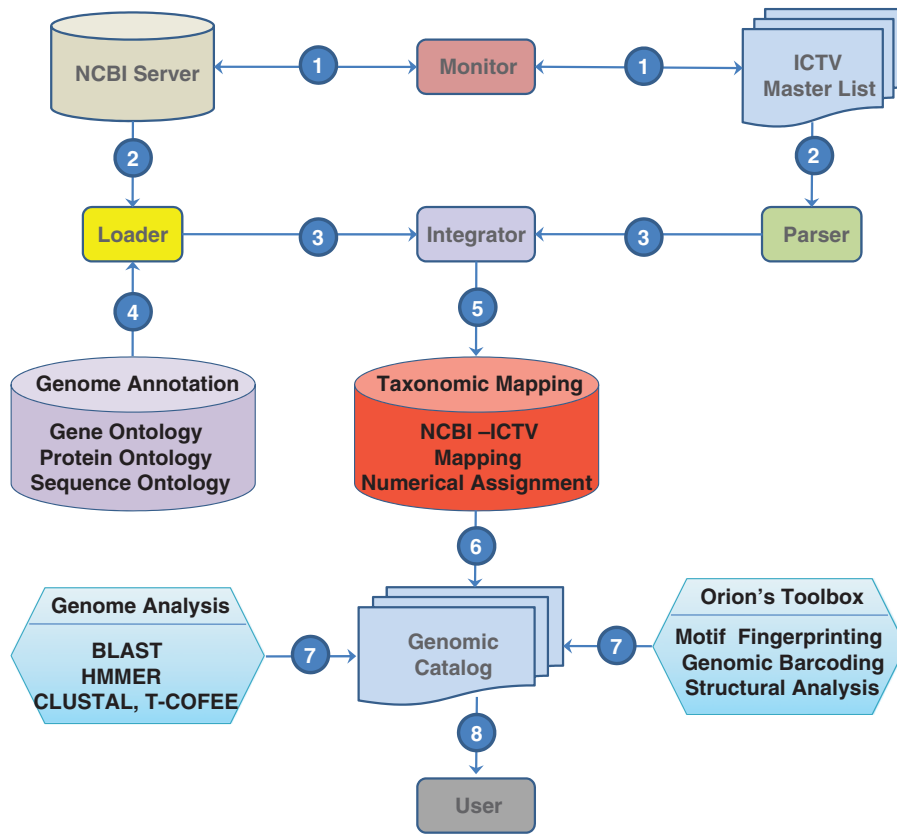 NCBI Server
1
Monitor
1
ICTV
Master List
2
2
Loader
3
Integrator
3
Parser
4
5
Genome Annotation
Gene Ontology
Protein Ontology
Sequence Ontology
Taxonomic Mapping
NCBI –ICTV
Mapping
Numerical Assignment
6
Genome Analysis
BLAST
HMMER
CLUSTAL, T-COFEE
7
Genomic
Catalog
7
Orion's Toolbox
Motif Fingerprinting
Genomic Barcoding
Structural Analysis
8
User